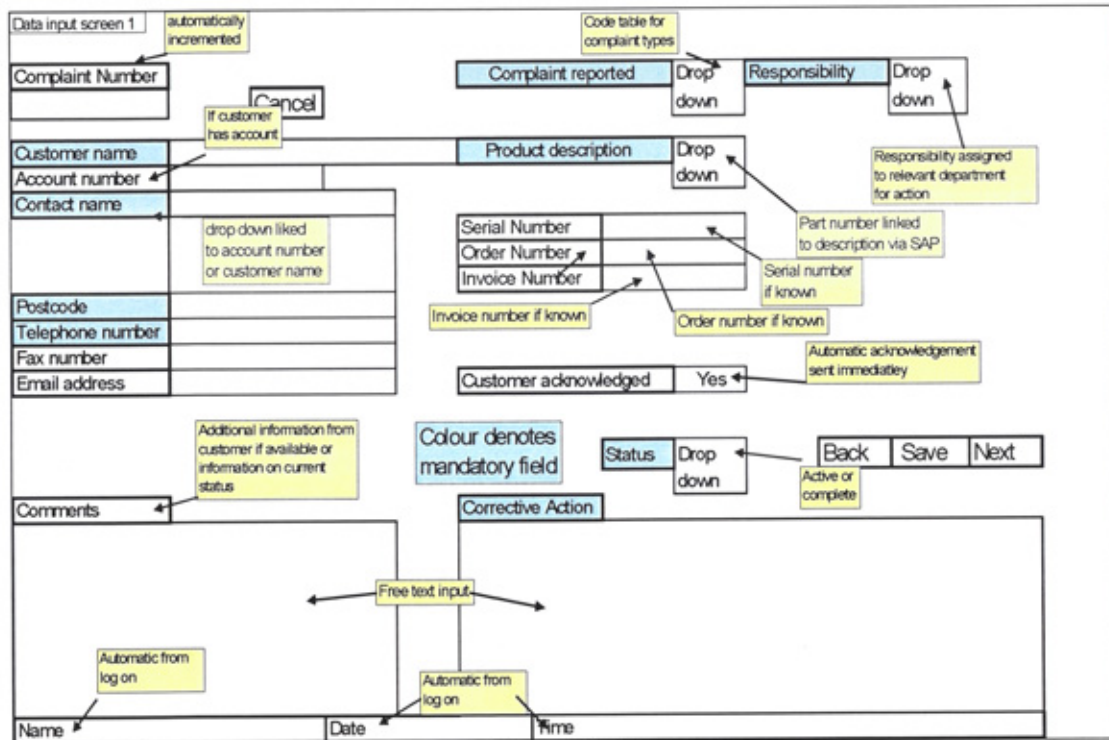 Data input screen 1
automatically
incremented
Code table for
complaint types
Complaint Number
Complaint reported
Drop
down
Responsibility
Drop
down
Cancel
If customer
has account
Customer name
Product description
Drop
down
Responsibility assigned
to relevant department
for action
Account number
Contact name
drop down liked
to account number
or customer name
Serial Number
Order Number
Invoice Number
Part number linked
to description via SAP
Serial number
if known
Invoice number if known
Order number if known
Postcode
Telephone number
Fax number
Email address
Customer acknowledged
Yes
Automatic acknowledgement
sent immediatley
Additional information from
customer if available or
information on current
status
Colour denotes
mandatory field
Status
Drop
down
Back
Save
Next
Active or
complete
Comments
Corrective Action
Free text input
Automatic from
log on
Automatic from
log on
Name
Date
Time